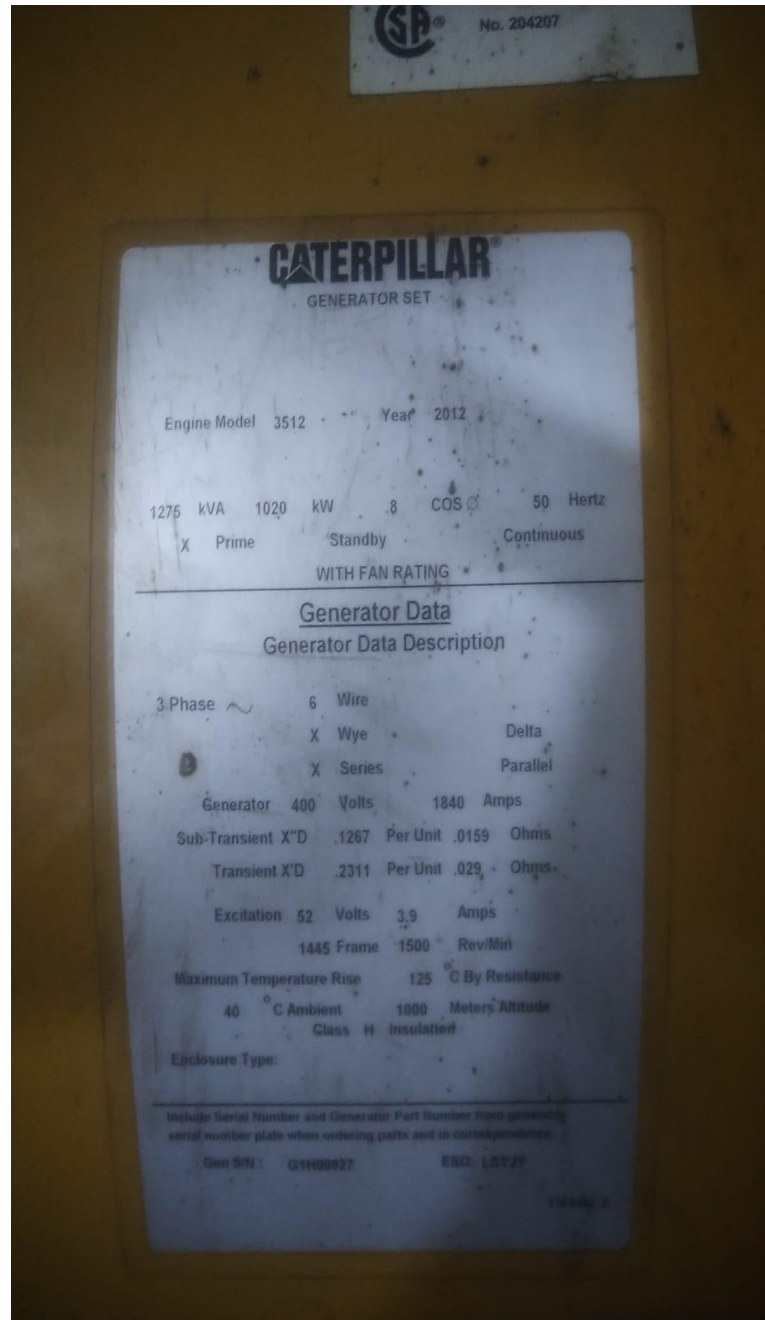 SA® No. 204207
CATERPILLAR®
GENERATOR SET
Engine Model 3512 Year 2012
1275 kVA 1020 kW .8 COS Ø 50 Hertz
X Prime Standby Continuous
WITH FAN RATING
Generator Data
Generator Data Description
3 Phase 6 Wire
X Wye Delta
X Series Parallel
Generator 400 Volts 1840 Amps
Sub-Transient X"D .1267 Per Unit .0159 Ohms
Transient X'D .2311 Per Unit .029 Ohms
Excitation 52 Volts 3.9 Amps
1445 Frame 1500 Rev/Min
Maximum Temperature Rise 125 °C By Resistance
40 °C Ambient 1000 Meters Altitude
Class H Insulation
Enclosure Type:
Include Serial Number and Generator Part Number from generator
serial number plate when ordering parts and in correspondence
Gen S/N : G1H00927 ESO: